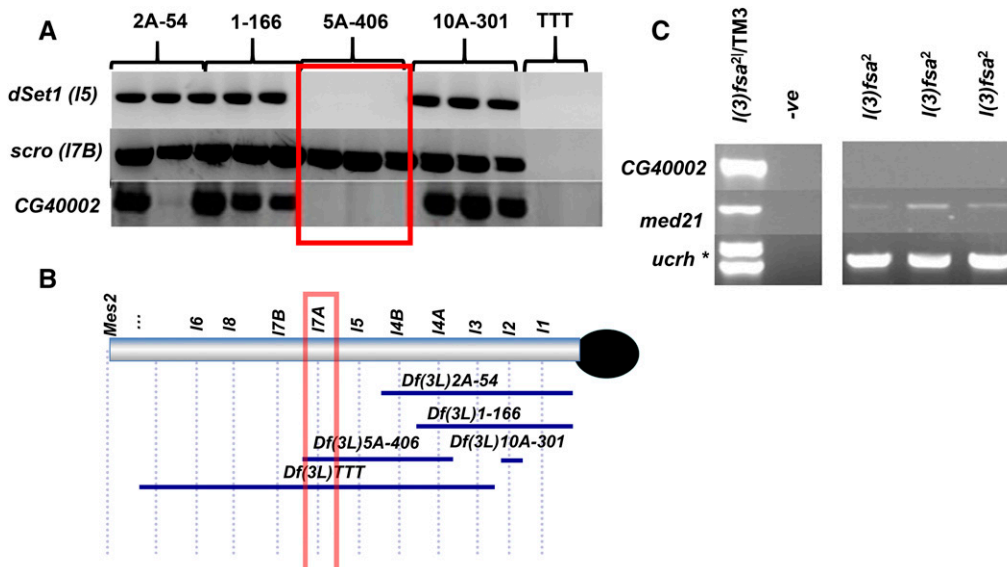 A
2A-54 1-166 5A-406 10A-301 TTT
dSet1 (l5)
scro (l7B)
CG40002
B
Mes2 ... l6 l8 l7B l7A l5 l4B l4A l3 l2 l1
Df(3L)2A-54
Df(3L)1-166
Df(3L)5A-406 Df(3L)10A-301
Df(3L)TTT
C
l(3)fsa2l/TM3 -ve l(3)fsa2 l(3)fsa2 l(3)fsa2
CG40002
med21
ucrh *